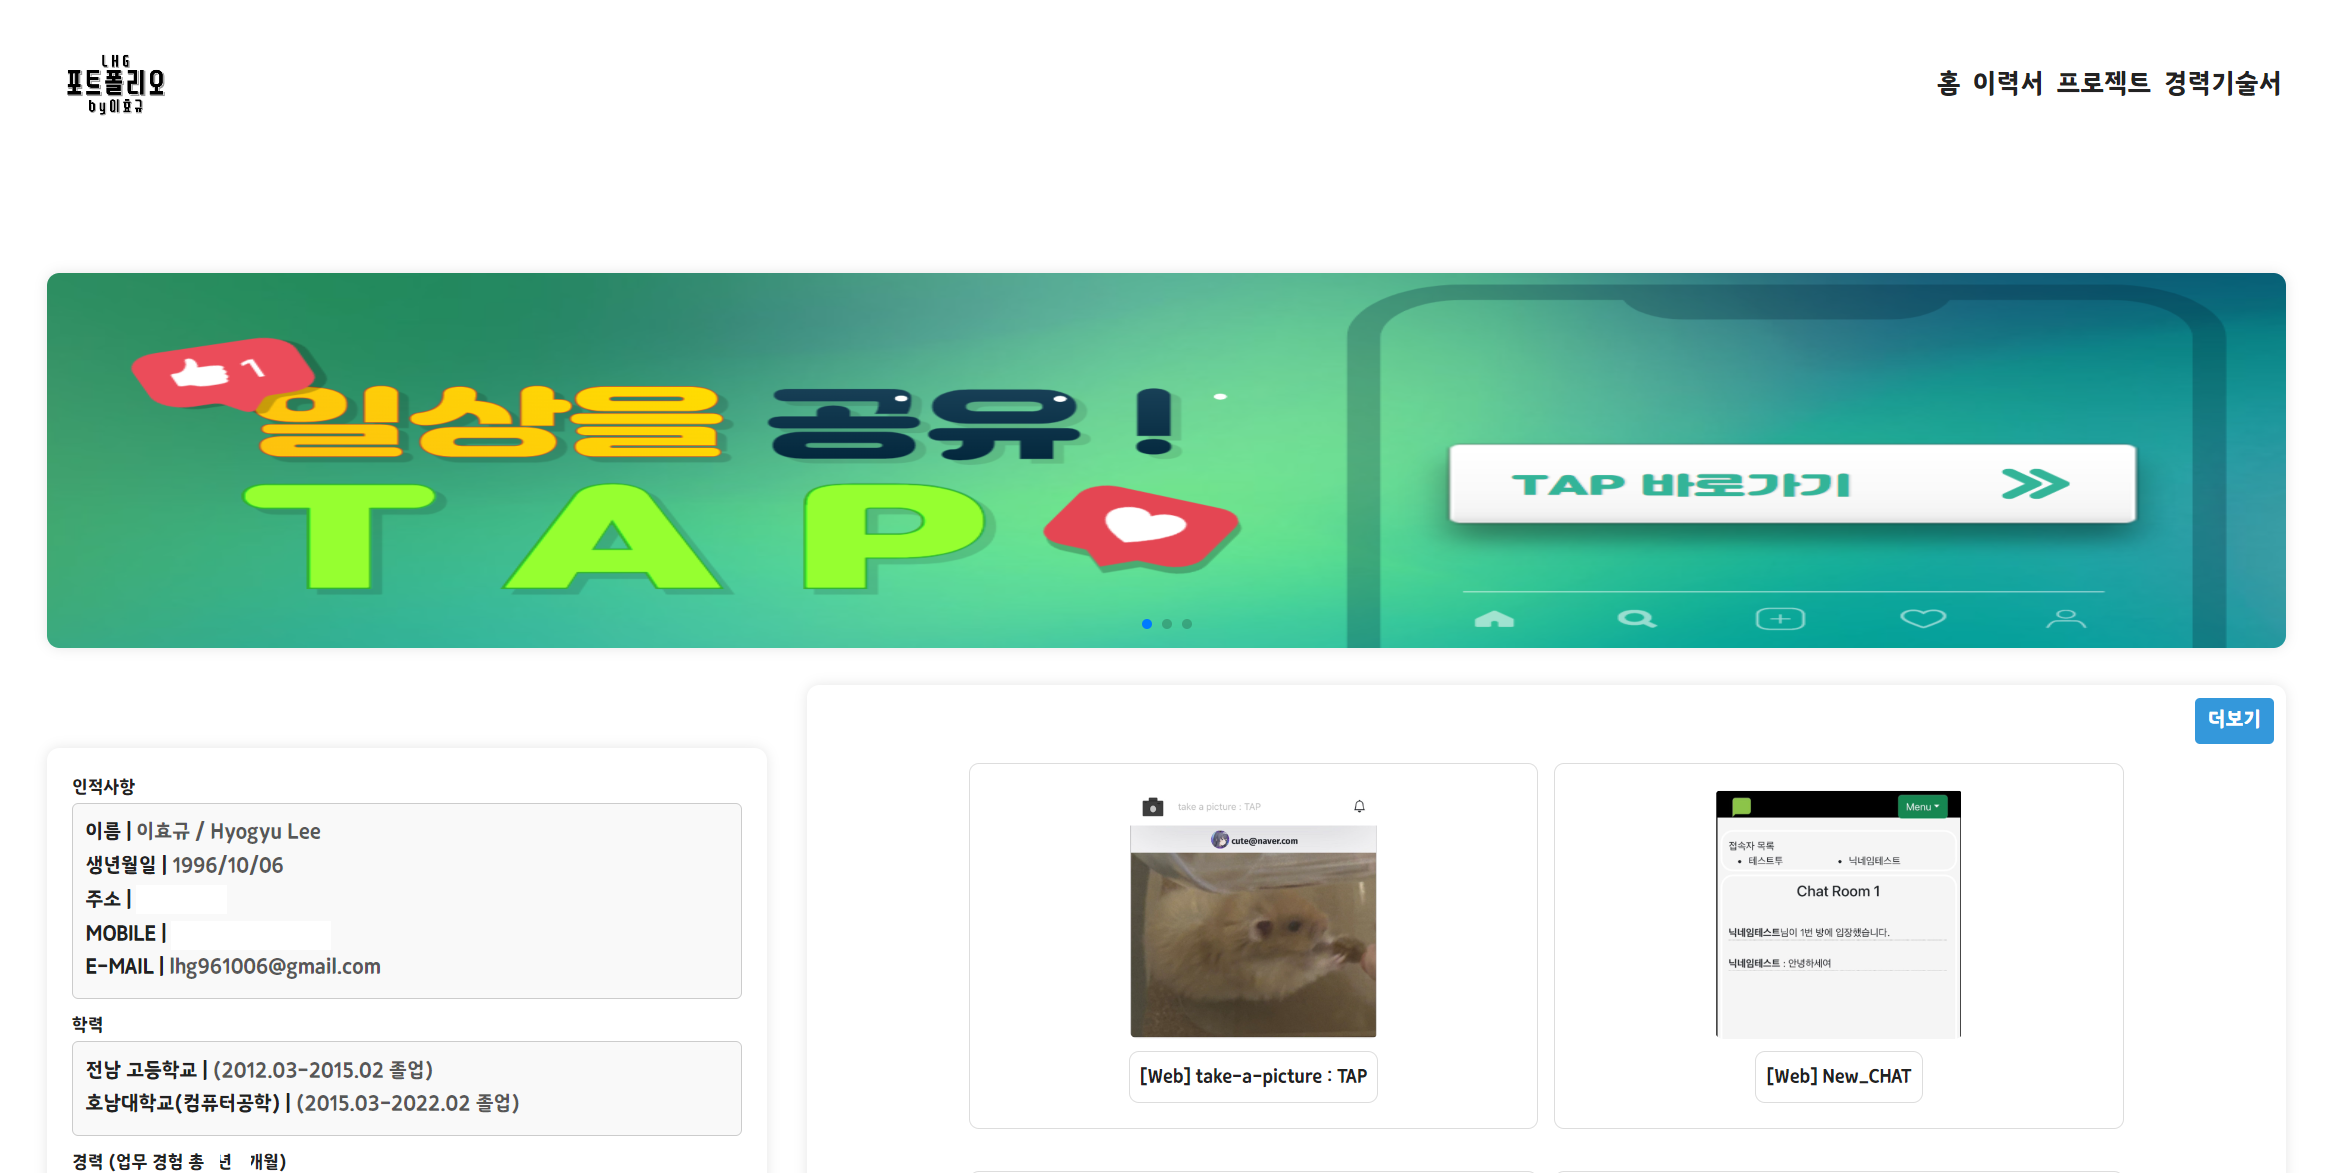 LHG
포트폴리오
by이효규
홈 이력서 프로젝트 경력기술서
1
일상을 공유!
TAP
TAP 바로가기
더보기
인적사항
이름 | 이효규 / Hyogyu Lee
생년월일 | 1996/10/06
주소 |
MOBILE |
E-MAIL | lhg961006@gmail.com
학력
전남 고등학교 | (2012.03-2015.02 졸업)
호남대학교(컴퓨터공학) | (2015.03-2022.02 졸업)
경력 (업무 경험 총 년 개월)
take a picture : TAP
cute@naver.com
[Web] take-a-picture : TAP
Menu
접속자 목록
• 테스트투 • 닉네임테스트
Chat Room 1
닉네임테스트님이 1번 방에 입장했습니다.
닉네임테스트 : 안녕하세여
[Web] New_CHAT